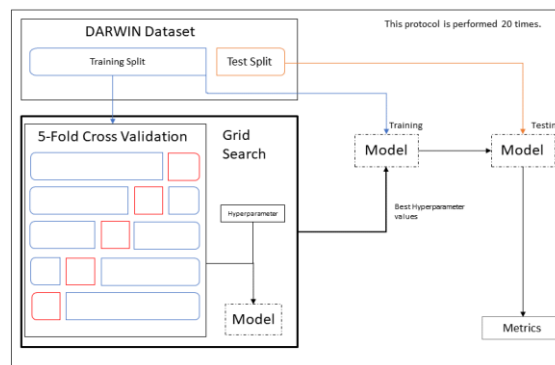 DARWIN Dataset
This protocol is performed 20 times.
Training Split
Test Split
5-Fold Cross Validation
Grid
Search
Training
Testing
Model
Model
Hyperparameter
Best Hyperparameter
values
Model
Metrics